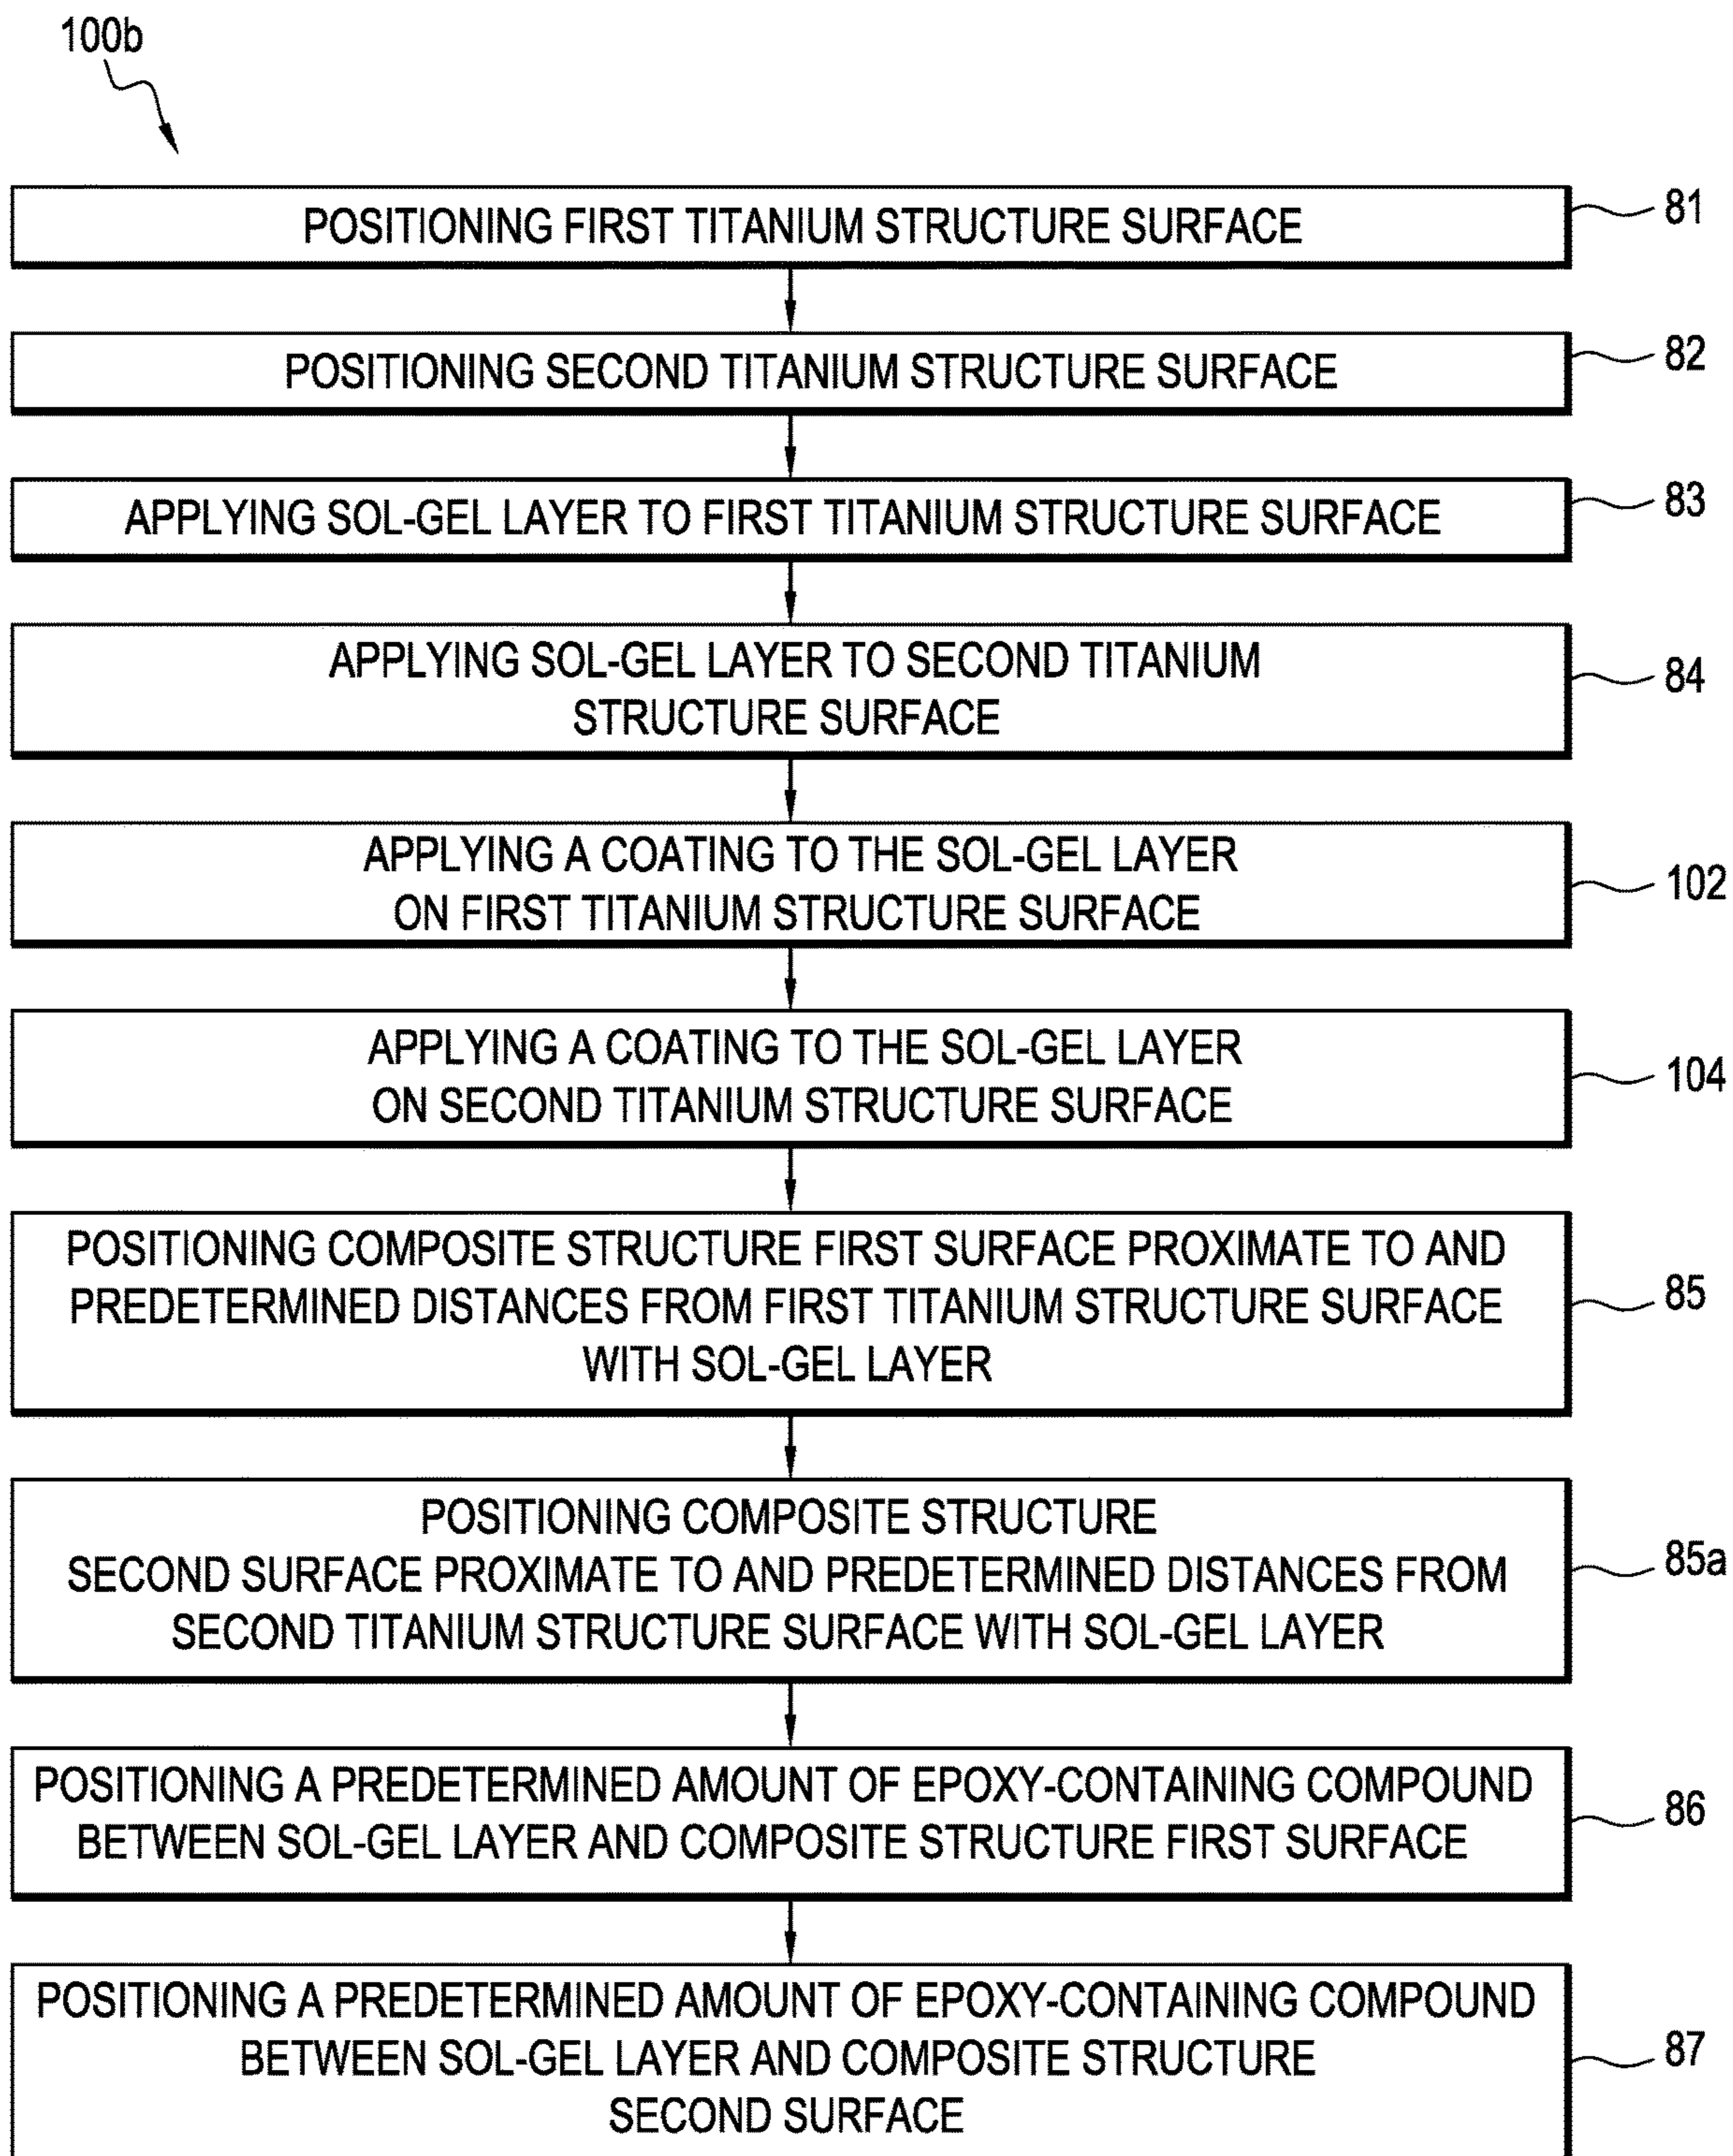 100b
POSITIONING FIRST TITANIUM STRUCTURE SURFACE
81
POSITIONING SECOND TITANIUM STRUCTURE SURFACE
82
APPLYING SOL-GEL LAYER TO FIRST TITANIUM STRUCTURE SURFACE
83
APPLYING SOL-GEL LAYER TO SECOND TITANIUM
STRUCTURE SURFACE
84
APPLYING A COATING TO THE SOL-GEL LAYER
ON FIRST TITANIUM STRUCTURE SURFACE
102
APPLYING A COATING TO THE SOL-GEL LAYER
ON SECOND TITANIUM STRUCTURE SURFACE
104
POSITIONING COMPOSITE STRUCTURE FIRST SURFACE PROXIMATE TO AND
PREDETERMINED DISTANCES FROM FIRST TITANIUM STRUCTURE SURFACE
WITH SOL-GEL LAYER
85
POSITIONING COMPOSITE STRUCTURE
SECOND SURFACE PROXIMATE TO AND PREDETERMINED DISTANCES FROM
SECOND TITANIUM STRUCTURE SURFACE WITH SOL-GEL LAYER
85a
POSITIONING A PREDETERMINED AMOUNT OF EPOXY-CONTAINING COMPOUND
BETWEEN SOL-GEL LAYER AND COMPOSITE STRUCTURE FIRST SURFACE
86
POSITIONING A PREDETERMINED AMOUNT OF EPOXY-CONTAINING COMPOUND
BETWEEN SOL-GEL LAYER AND COMPOSITE STRUCTURE
SECOND SURFACE
87